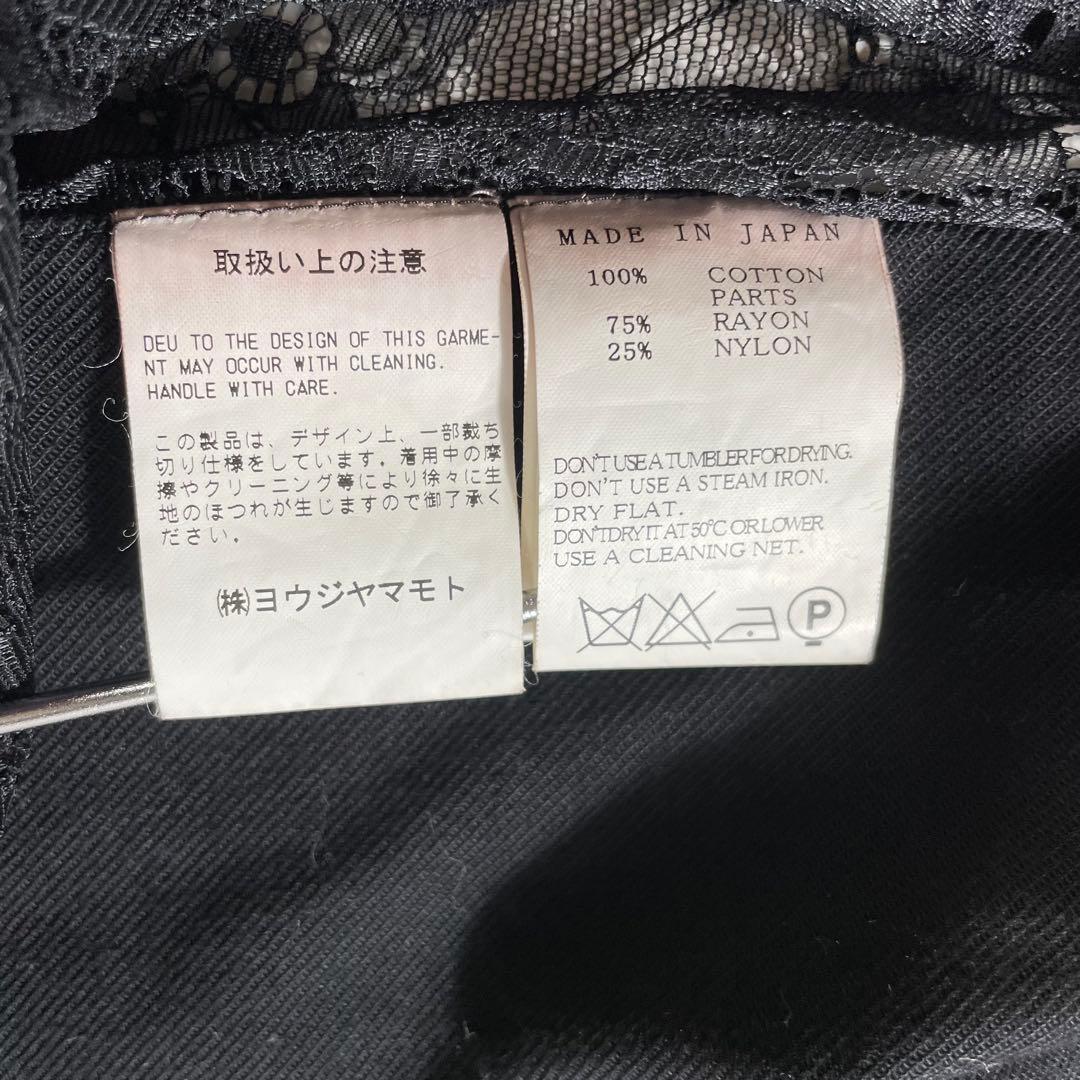 取扱い上の注意
DEU TO THE DESIGN OF THIS GARME-
NT MAY OCCUR WITH CLEANING.
HANDLE WITH CARE.
この製品は、デザイン上、一部裁ち
切り仕様をしています。着用中の摩
擦やクリーニング等により徐々に生
地のほつれが生じますので御了承く
ださい。
㈱ヨウジヤマモト
MADE IN JAPAN
100% COTTON
PARTS
75% RAYON
25% NYLON
DON'T USE A TUMBLER FOR DRYING.
DON'T USE A STEAM IRON.
DRY FLAT.
DON'T DRY IT AT 50°C OR LOWER
USE A CLEANING NET.
P